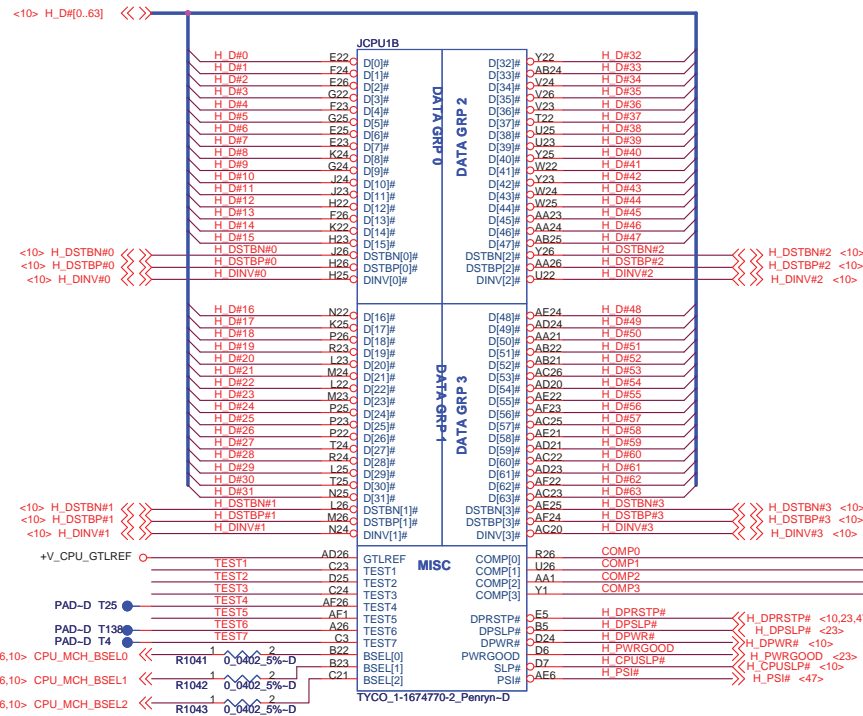 <10> H_D#[0..63]
JCPU1B
H_D#0 E22 D[0]# D[32]# Y22 H_D#32
H_D#1 F24 D[1]# D[33]# AB24 H_D#33
H_D#2 E26 D[2]# D[34]# V24 H_D#34
H_D#3 G22 D[3]# D[35]# V26 H_D#35
H_D#4 F23 D[4]# D[36]# V23 H_D#36
H_D#5 G25 D[5]# D[37]# T22 H_D#37
H_D#6 E25 D[6]# D[38]# U25 H_D#38
H_D#7 E23 D[7]# D[39]# U23 H_D#39
H_D#8 K24 D[8]# D[40]# Y25 H_D#40
H_D#9 G24 D[9]# D[41]# W22 H_D#41
H_D#10 J24 D[10]# D[42]# Y23 H_D#42
H_D#11 J23 D[11]# D[43]# W24 H_D#43
H_D#12 H22 D[12]# D[44]# W25 H_D#44
H_D#13 F26 D[13]# D[45]# AA23 H_D#45
H_D#14 K22 D[14]# D[46]# AA24 H_D#46
H_D#15 H23 D[15]# D[47]# AB25 H_D#47
<10> H_DSTBN#0 H_DSTBN#0 J26 DSTBN[0]# DSTBN[2]# Y26 H_DSTBN#2 H_DSTBN#2 <10>
<10> H_DSTBP#0 H_DSTBP#0 H26 DSTBP[0]# DSTBP[2]# AA26 H_DSTBP#2 H_DSTBP#2 <10>
<10> H_DINV#0 H_DINV#0 H25 DINV[0]# DINV[2]# U22 H_DINV#2 H_DINV#2 <10>
DATA GRP 0
DATA GRP 2
H_D#16 N22 D[16]# D[48]# AE24 H_D#48
H_D#17 K25 D[17]# D[49]# AD24 H_D#49
H_D#18 P26 D[18]# D[50]# AA21 H_D#50
H_D#19 R23 D[19]# D[51]# AB22 H_D#51
H_D#20 L23 D[20]# D[52]# AB21 H_D#52
H_D#21 M24 D[21]# D[53]# AC26 H_D#53
H_D#22 L22 D[22]# D[54]# AD20 H_D#54
H_D#23 M23 D[23]# D[55]# AE22 H_D#55
H_D#24 P25 D[24]# D[56]# AF23 H_D#56
H_D#25 P23 D[25]# D[57]# AC25 H_D#57
H_D#26 P22 D[26]# D[58]# AE21 H_D#58
H_D#27 T24 D[27]# D[59]# AD21 H_D#59
H_D#28 R24 D[28]# D[60]# AC22 H_D#60
H_D#29 L25 D[29]# D[61]# AD23 H_D#61
H_D#30 T25 D[30]# D[62]# AF22 H_D#62
H_D#31 N25 D[31]# D[63]# AC23 H_D#63
<10> H_DSTBN#1 H_DSTBN#1 L26 DSTBN[1]# DSTBN[3]# AE25 H_DSTBN#3 H_DSTBN#3 <10>
<10> H_DSTBP#1 H_DSTBP#1 M26 DSTBP[1]# DSTBP[3]# AF24 H_DSTBP#3 H_DSTBP#3 <10>
<10> H_DINV#1 H_DINV#1 N24 DINV[1]# DINV[3]# AC20 H_DINV#3 H_DINV#3 <10>
DATA GRP 1
DATA GRP 3
MISC
+V_CPU_GTLREF AD26 GTLREF COMP[0] R26 COMP0
TEST1 C23 TEST1 COMP[1] U26 COMP1
TEST2 D25 TEST2 COMP[2] AA1 COMP2
TEST3 C24 TEST3 COMP[3] Y1 COMP3
PAD~D T25 TEST4 AF26 TEST4
TEST5 AF1 TEST5 DPRSTP# E5 H_DPRSTP# H_DPRSTP# <10,23,4
PAD~D T138 TEST6 A26 TEST6 DPSLP# B5 H_DPSLP# H_DPSLP# <23>
PAD~D T4 TEST7 C3 TEST7 DPWR# D24 H_DPWR# H_DPWR# <10>
6,10> CPU_MCH_BSEL0 R1041 1 2 0_0402_5%~D B22 BSEL[0] PWRGOOD D6 H_PWRGOOD H_PWRGOOD <23>
6,10> CPU_MCH_BSEL1 R1042 1 2 0_0402_5%~D B23 BSEL[1] SLP# D7 H_CPUSLP# H_CPUSLP# <10>
6,10> CPU_MCH_BSEL2 R1043 1 2 0_0402_5%~D C21 BSEL[2] PSI# AE6 H_PSI# H_PSI# <47>
TYCO_1-1674770-2_Penryn~D